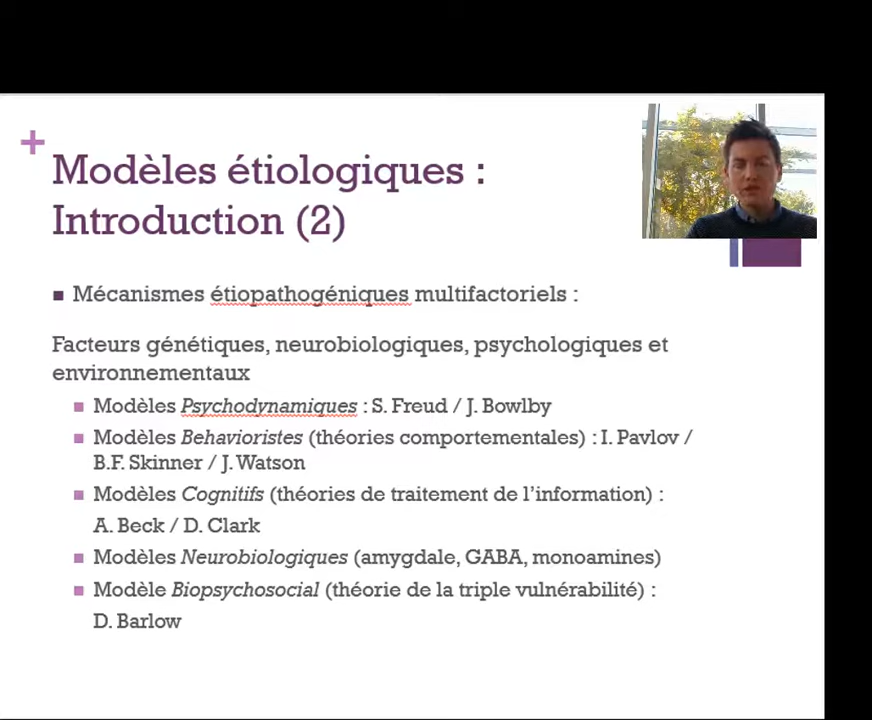 +
Modèles étiologiques :
Introduction (2)
Mécanismes étiopathogéniques multifactoriels :
Facteurs génétiques, neurobiologiques, psychologiques et
environnementaux
Modèles Psychodynamiques : S. Freud / J. Bowlby
Modèles Behavioristes (théories comportementales) : I. Pavlov /
B.F. Skinner / J. Watson
Modèles Cognitifs (théories de traitement de l'information) :
A. Beck / D. Clark
Modèles Neurobiologiques (amygdale, GABA, monoamines)
Modèle Biopsychosocial (théorie de la triple vulnérabilité) :
D. Barlow